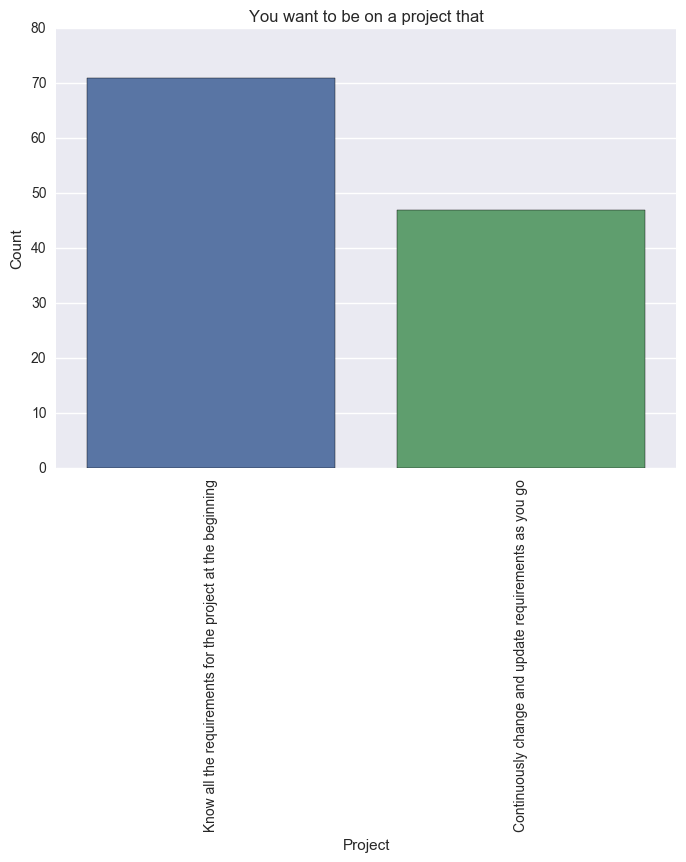 You want to be on a project that
80
70
60
50
40
30
20
10
0
Count
Know all the requirements for the project at the beginning
Continuously change and update requirements as you go
Project